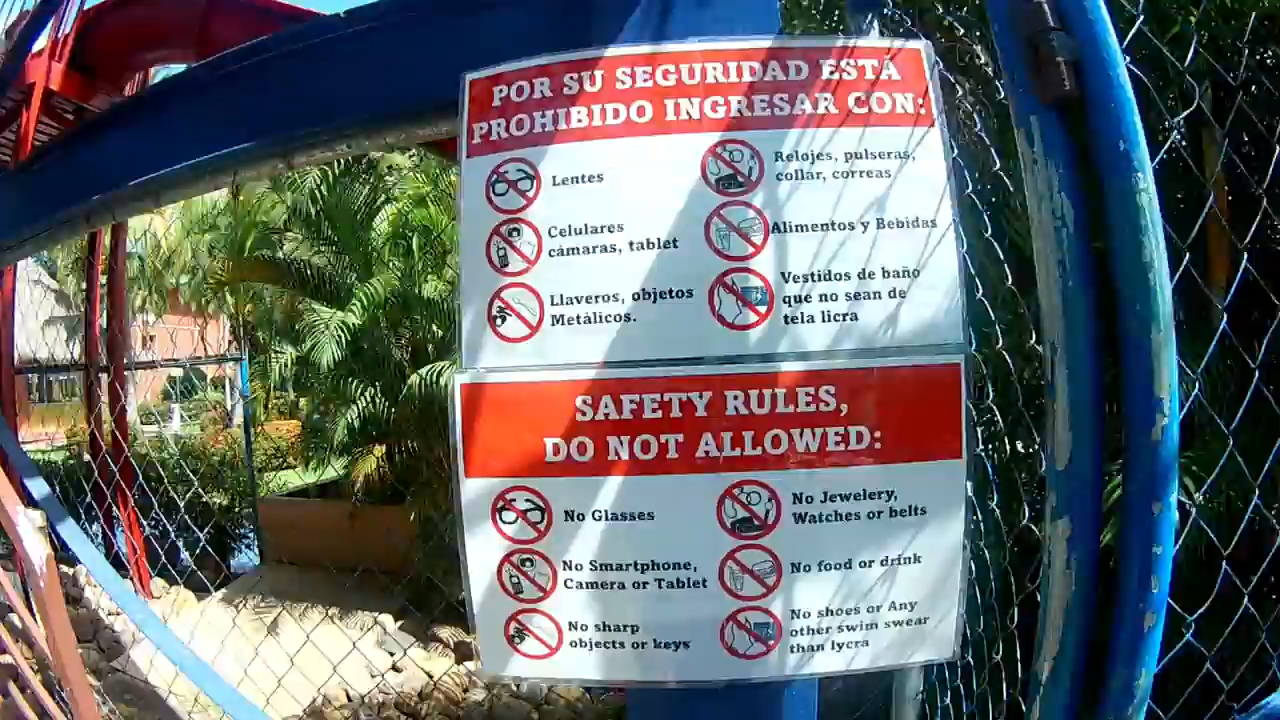 POR SU SEGURIDAD ESTÁ
PROHIBIDO INGRESAR CON:
Lentes
Celulares
cámaras, tablet
Llaveros, objetos
Metálicos.
Relojes, pulseras,
collar, correas
Alimentos y Bebidas
Vestidos de baño
que no sean de
tela licra
SAFETY RULES,
DO NOT ALLOWED:
No Glasses
No Smartphone,
Camera or Tablet
No sharp
objects or keys
No Jewelery,
Watches or belts
No food or drink
No shoes or Any
other swim swear
than lycra